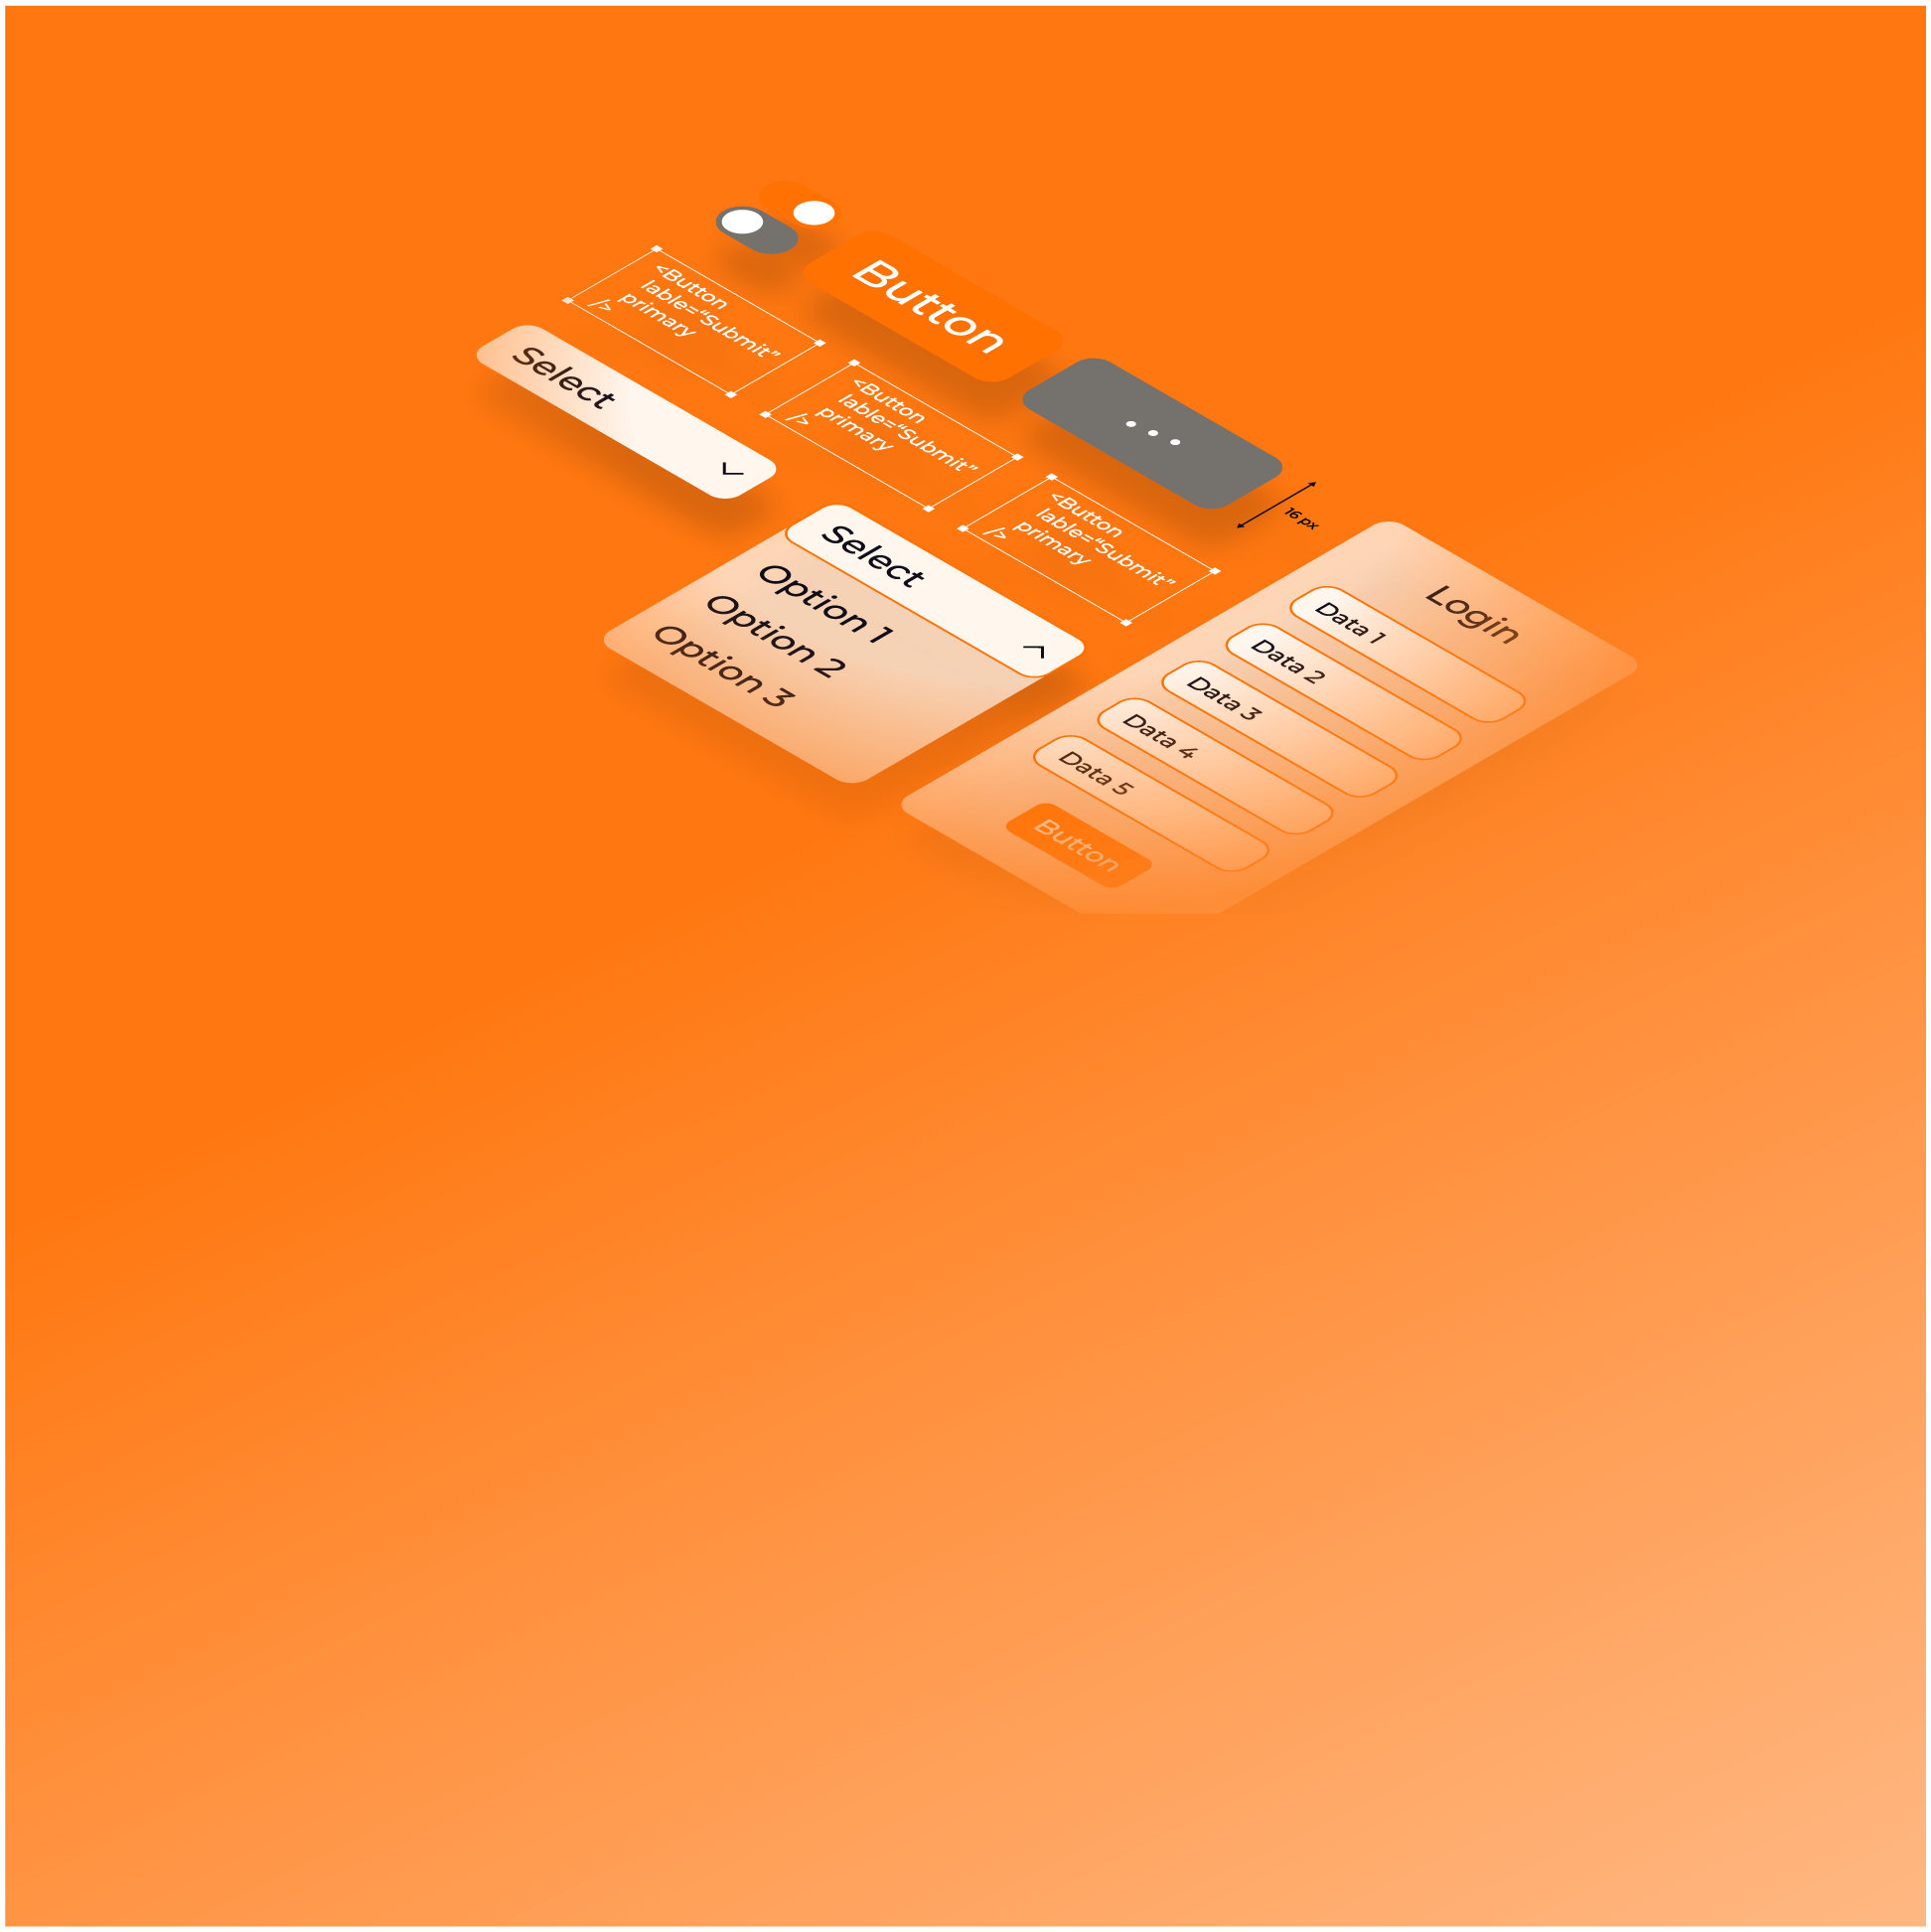 Button
<Button
lable=“Submit”
primary
/>
Select
<Button
lable=“Submit”
primary
/>
<Button
lable=“Submit”
primary
/>
16 px
Select
Option 1
Option 2
Option 3
Login
Data 1
Data 2
Data 3
Data 4
Data 5
Button